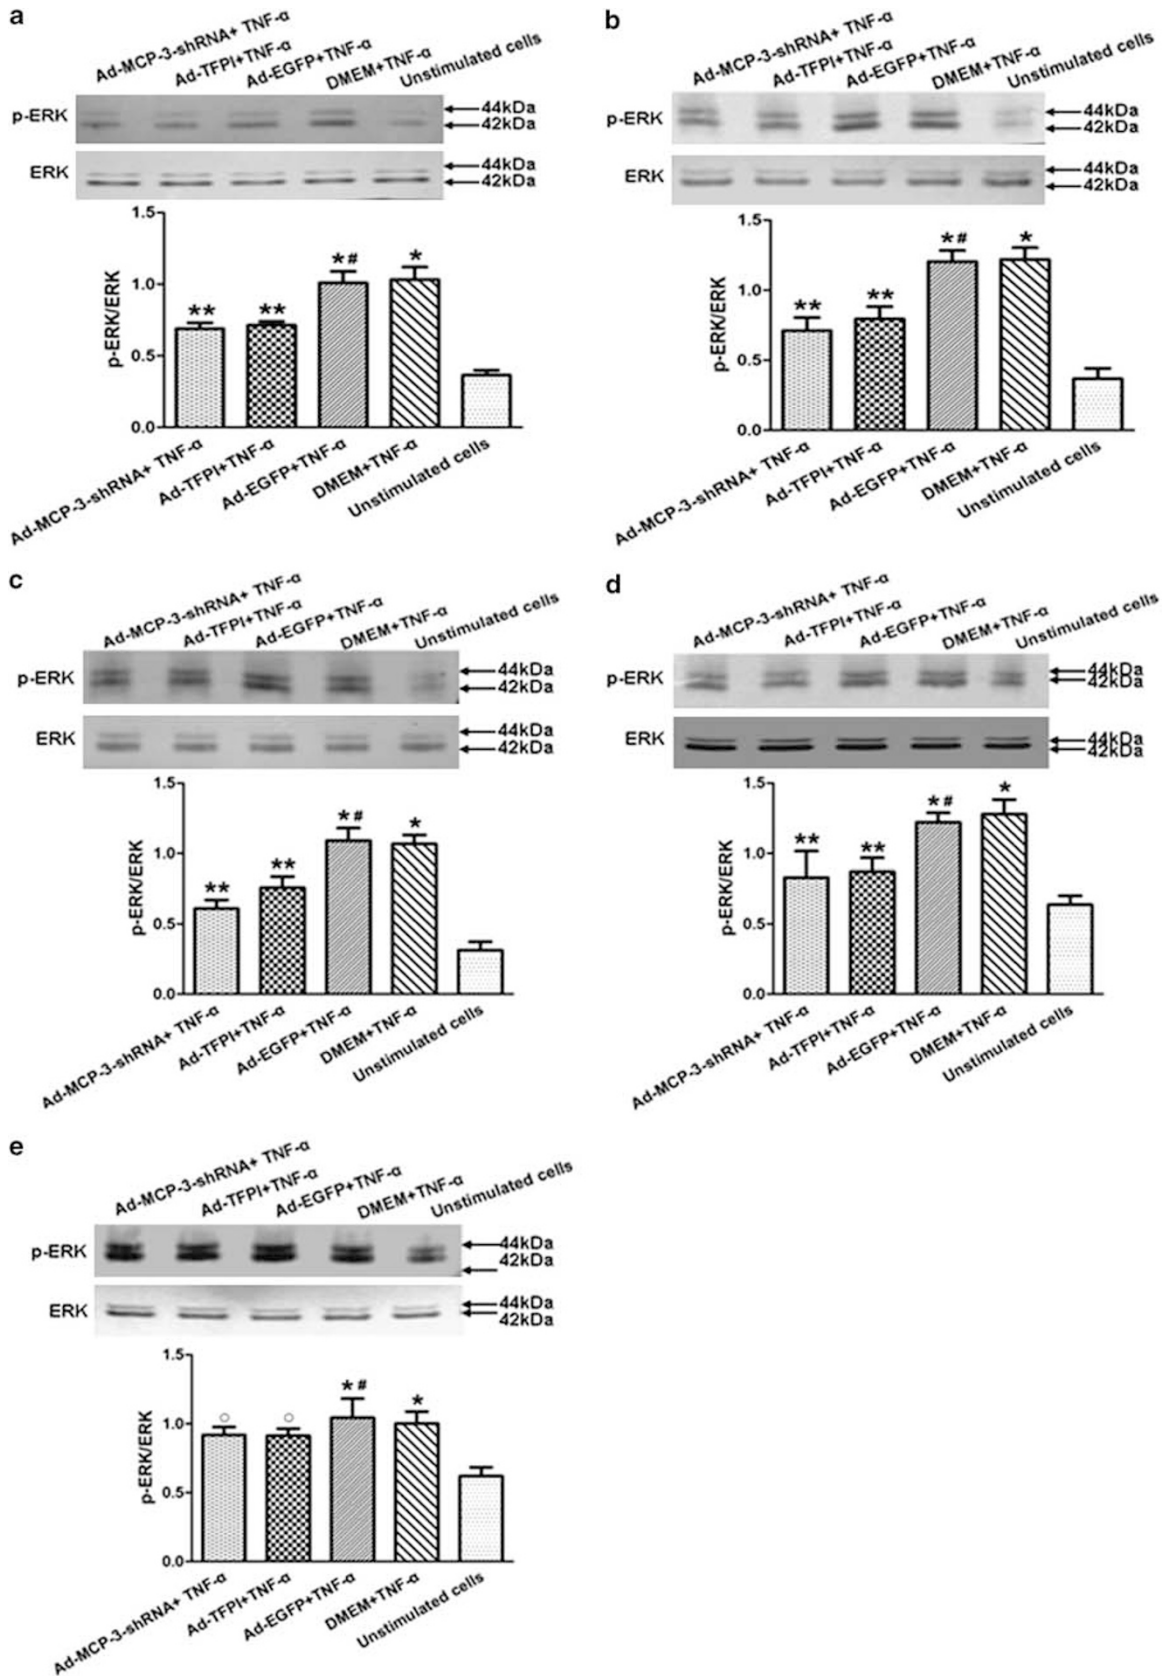 a
Ad-MCP-3-shRNA+ TNF-α
Ad-TFPI+TNF-α
Ad-EGFP+TNF-α
DMEM+TNF-α
Unstimulated cells
p-ERK
44kDa
42kDa
ERK
44kDa
42kDa
p-ERK/ERK
1.5
1.0
0.5
0.0
**
**
*#
*
Ad-MCP-3-shRNA+ TNF-α
Ad-TFPI+TNF-α
Ad-EGFP+TNF-α
DMEM+TNF-α
Unstimulated cells
b
Ad-MCP-3-shRNA+ TNF-α
Ad-TFPI+TNF-α
Ad-EGFP+TNF-α
DMEM+TNF-α
Unstimulated cells
p-ERK
44kDa
42kDa
ERK
44kDa
42kDa
p-ERK/ERK
1.5
1.0
0.5
0.0
**
**
*#
*
Ad-MCP-3-shRNA+ TNF-α
Ad-TFPI+TNF-α
Ad-EGFP+TNF-α
DMEM+TNF-α
Unstimulated cells
c
Ad-MCP-3-shRNA+ TNF-α
Ad-TFPI+TNF-α
Ad-EGFP+TNF-α
DMEM+TNF-α
Unstimulated cells
p-ERK
44kDa
42kDa
ERK
44kDa
42kDa
p-ERK/ERK
1.5
1.0
0.5
0.0
**
**
*#
*
Ad-MCP-3-shRNA+ TNF-α
Ad-TFPI+TNF-α
Ad-EGFP+TNF-α
DMEM+TNF-α
Unstimulated cells
d
Ad-MCP-3-shRNA+ TNF-α
Ad-TFPI+TNF-α
Ad-EGFP+TNF-α
DMEM+TNF-α
Unstimulated cells
p-ERK
44kDa
42kDa
ERK
44kDa
42kDa
p-ERK/ERK
1.5
1.0
0.5
0.0
**
**
*#
*
Ad-MCP-3-shRNA+ TNF-α
Ad-TFPI+TNF-α
Ad-EGFP+TNF-α
DMEM+TNF-α
Unstimulated cells
e
Ad-MCP-3-shRNA+ TNF-α
Ad-TFPI+TNF-α
Ad-EGFP+TNF-α
DMEM+TNF-α
Unstimulated cells
p-ERK
44kDa
42kDa
ERK
44kDa
42kDa
p-ERK/ERK
1.5
1.0
0.5
0.0
○
○
*#
*
Ad-MCP-3-shRNA+ TNF-α
Ad-TFPI+TNF-α
Ad-EGFP+TNF-α
DMEM+TNF-α
Unstimulated cells